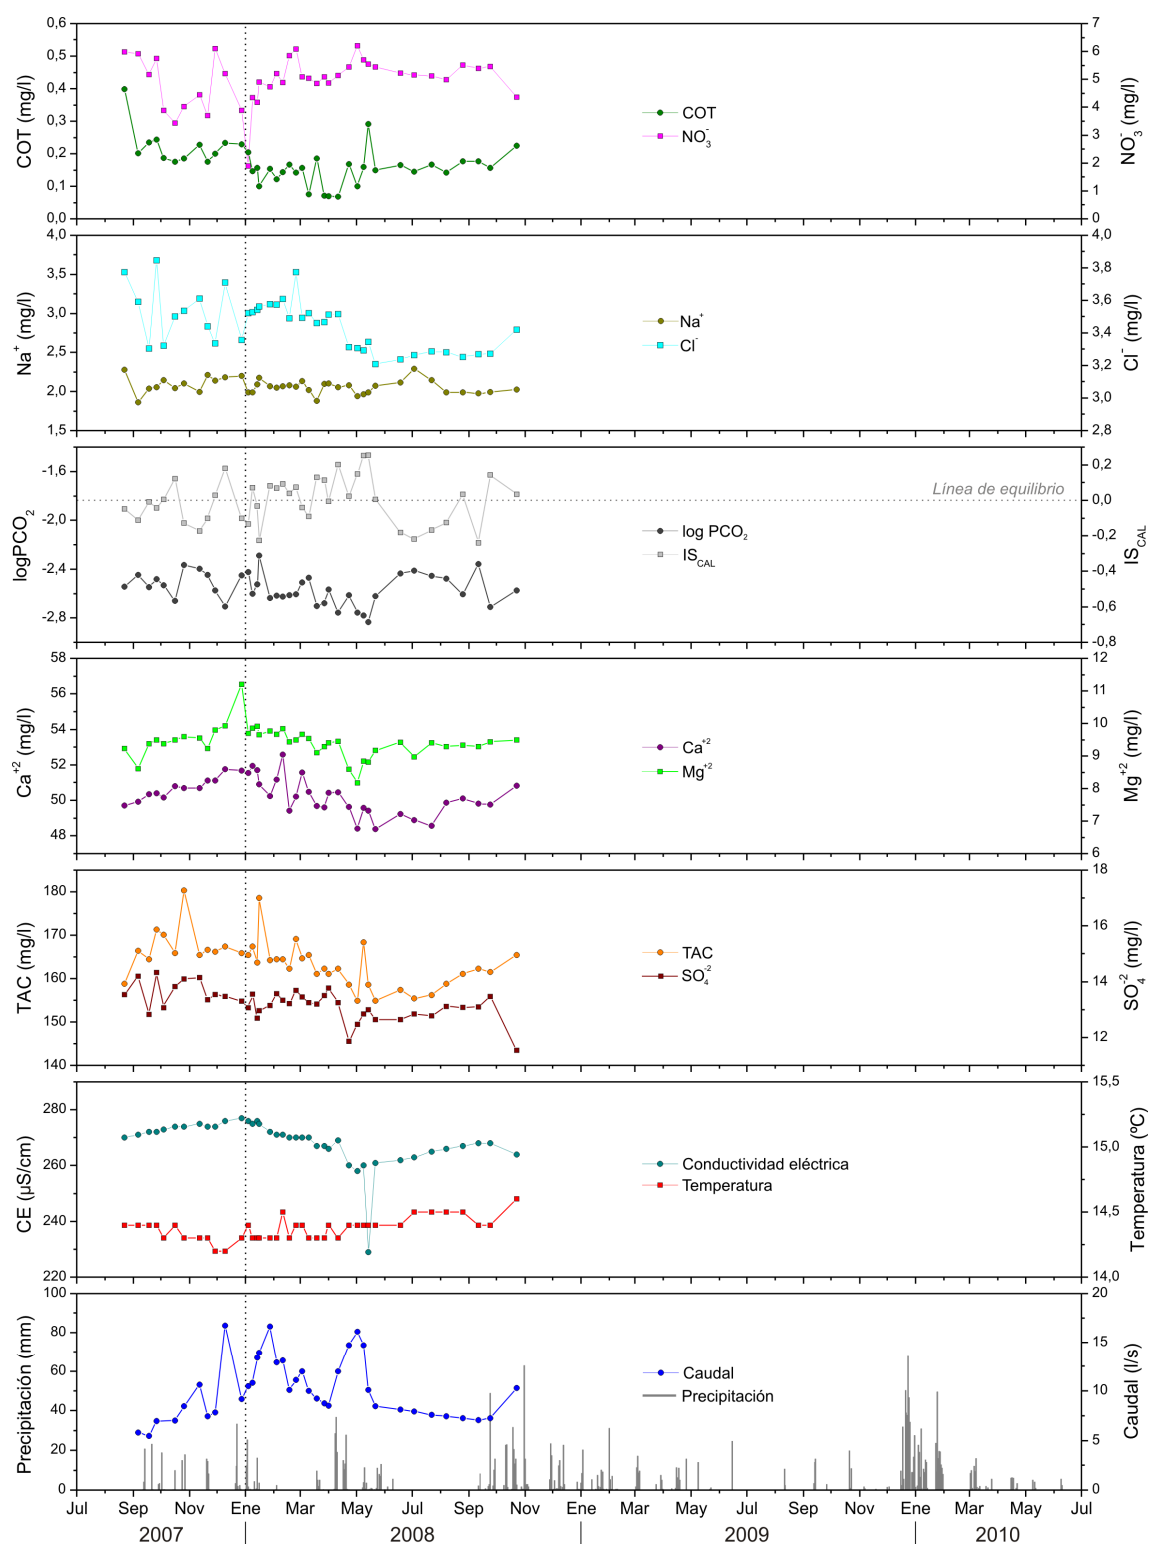 0,6
0,5
0,4
0,3
0,2
0,1
0,0
COT (mg/l)
COT
NO3-
7
6
5
4
3
2
1
0
NO3- (mg/l)
3,5
3,0
2,5
2,0
1,5
Na+ (mg/l)
Na+
Cl-
4,0
3,8
3,6
3,4
3,2
3,0
2,8
Cl- (mg/l)
-1,6
-2,0
-2,4
-2,8
logPCO2
Línea de equilibrio
log PCO2
ISCAL
0,2
0,0
-0,2
-0,4
-0,6
-0,8
ISCAL
58
56
54
52
50
48
Ca+2 (mg/l)
Ca+2
Mg+2
12
11
10
9
8
7
6
Mg+2 (mg/l)
180
170
160
150
140
TAC (mg/l)
TAC
SO4-2
18
16
14
12
SO4-2 (mg/l)
280
260
240
220
CE (µS/cm)
Conductividad eléctrica
Temperatura
15,5
15,0
14,5
14,0
Temperatura (ºC)
100
80
60
40
20
0
Precipitación (mm)
Caudal
Precipitación
20
15
10
5
0
Caudal (l/s)
Jul Sep Nov Ene Mar May Jul Sep Nov Ene Mar May Jul Sep Nov Ene Mar May Jul
2007 2008 2009 2010